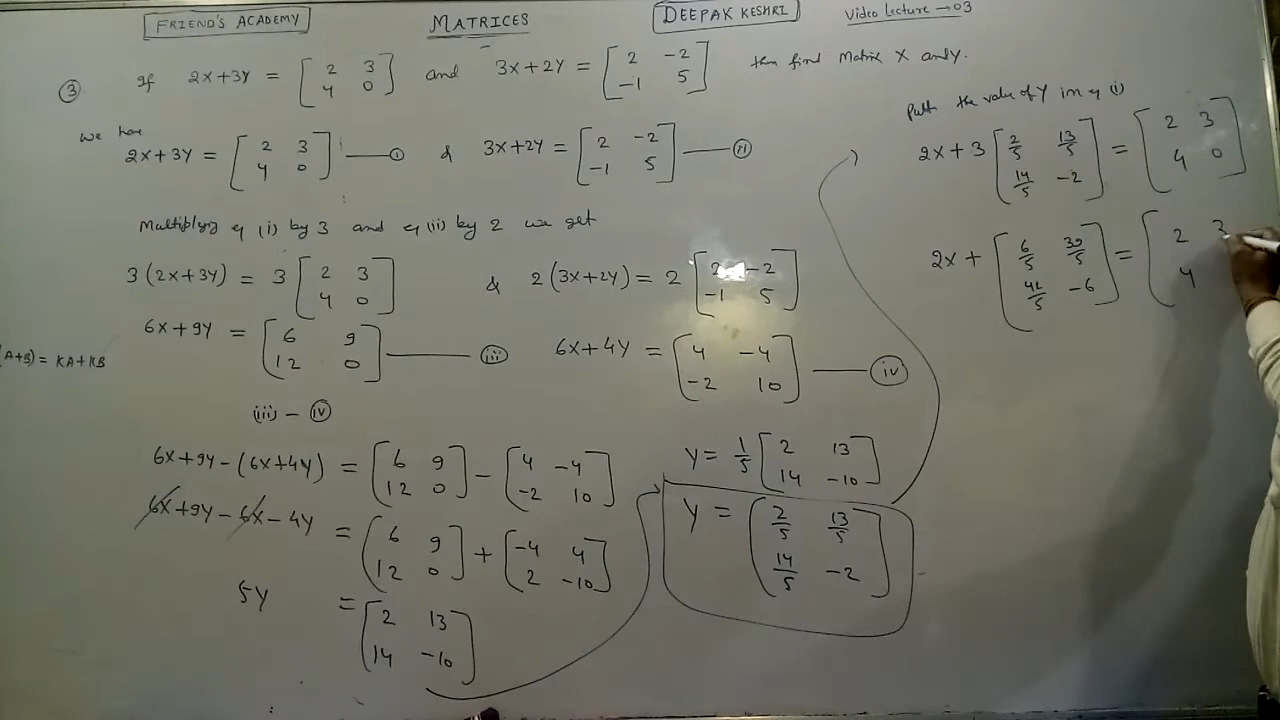 FRIEND'S ACADEMY MATRICES DEEPAK KESHRI Video Lecture → 03
③ If 2X+3Y = [2 3; 4 0] and 3X+2Y = [2 -2; -1 5] then find Matrix X and Y.
We have
2X+3Y = [2 3; 4 0] —— (i) & 3X+2Y = [2 -2; -1 5] —— (ii)
Multiplying eq (i) by 3 and eq (ii) by 2 we get
3(2X+3Y) = 3 [2 3; 4 0] & 2(3X+2Y) = 2 [2 -2; -1 5]
6X+9Y = [6 9; 12 0] —— (iii) 6X+4Y = [4 -4; -2 10] —— (iv)
(A+B) = KA+KB
(iii) - (iv)
6X+9Y-(6X+4Y) = [6 9; 12 0] - [4 -4; -2 10]
6X+9Y-6X-4Y = [6 9; 12 0] + [-4 4; 2 -10]
5Y = [2 13; 14 -10]
Y = 1/5 [2 13; 14 -10]
Y = [2/5 13/5; 14/5 -2]
Putt the value of Y in eq (i)
2X+3 [2/5 13/5; 14/5 -2] = [2 3; 4 0]
2X + [6/5 39/5; 42/5 -6] = [2 3; 4